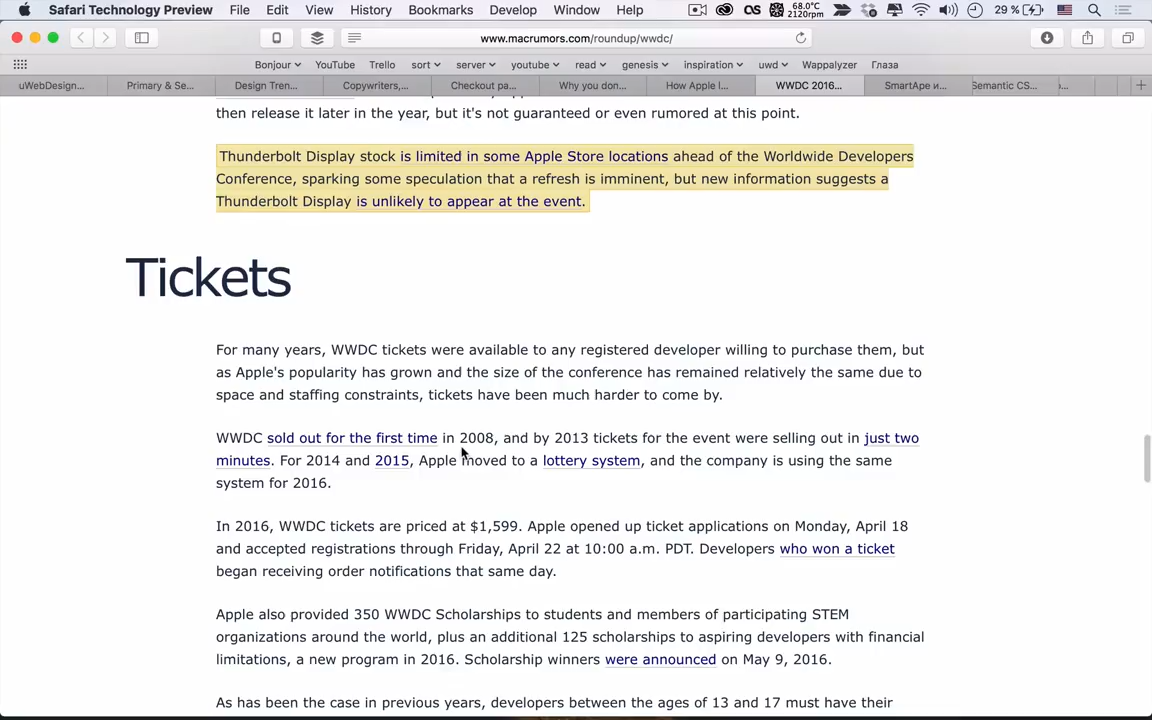 Safari Technology Preview File Edit View History Bookmarks Develop Window Help 68.0°C 2120rpm 29 %
www.macrumors.com/roundup/wwdc/
Bonjour YouTube Trello sort server youtube read genesis inspiration uwd Wappalyzer Глаза
uWebDesign... Primary & Se... Design Tren... Copywriters,... Checkout pa... Why you don... How Apple I... WWDC 2016... SmartApe и... Semantic CS...
then release it later in the year, but it's not guaranteed or even rumored at this point.
Thunderbolt Display stock is limited in some Apple Store locations ahead of the Worldwide Developers
Conference, sparking some speculation that a refresh is imminent, but new information suggests a
Thunderbolt Display is unlikely to appear at the event.
Tickets
For many years, WWDC tickets were available to any registered developer willing to purchase them, but
as Apple's popularity has grown and the size of the conference has remained relatively the same due to
space and staffing constraints, tickets have been much harder to come by.
WWDC sold out for the first time in 2008, and by 2013 tickets for the event were selling out in just two
minutes. For 2014 and 2015, Apple moved to a lottery system, and the company is using the same
system for 2016.
In 2016, WWDC tickets are priced at $1,599. Apple opened up ticket applications on Monday, April 18
and accepted registrations through Friday, April 22 at 10:00 a.m. PDT. Developers who won a ticket
began receiving order notifications that same day.
Apple also provided 350 WWDC Scholarships to students and members of participating STEM
organizations around the world, plus an additional 125 scholarships to aspiring developers with financial
limitations, a new program in 2016. Scholarship winners were announced on May 9, 2016.
As has been the case in previous years, developers between the ages of 13 and 17 must have their